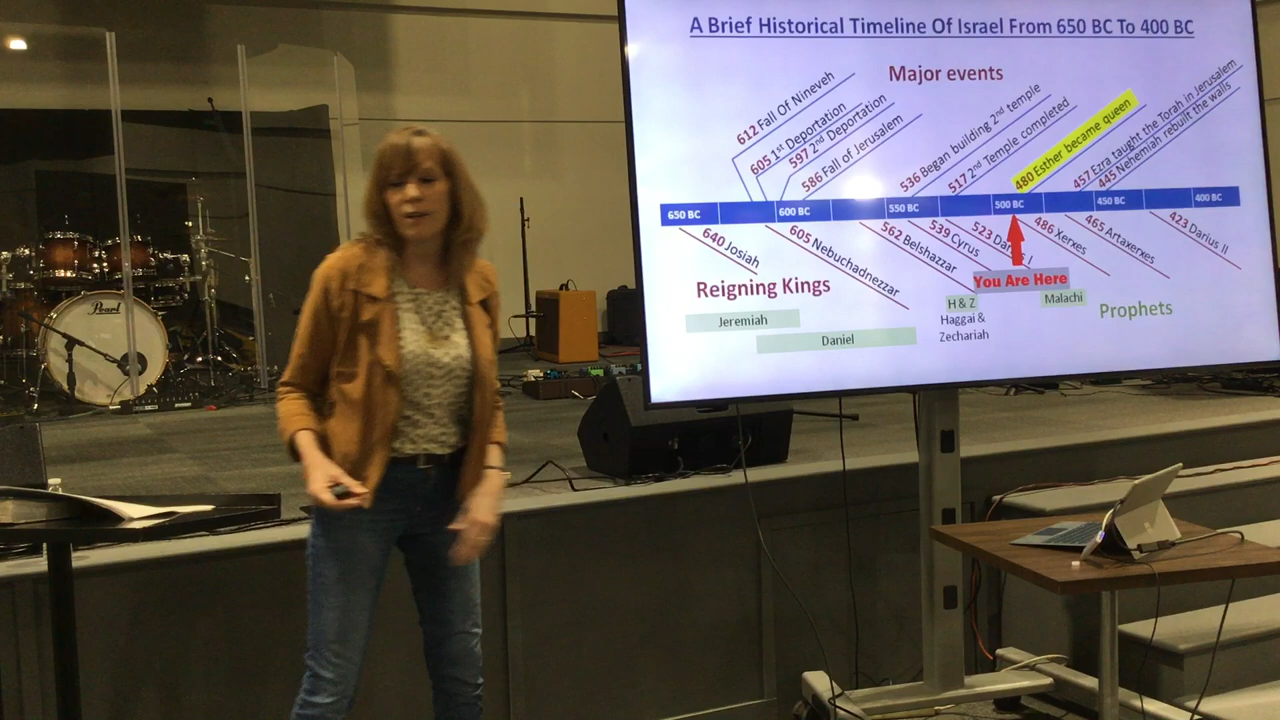 A Brief Historical Timeline Of Israel From 650 BC To 400 BC
Major events
612 Fall Of Nineveh
605 1st Deportation
597 2nd Deportation
586 Fall of Jerusalem
536 Began building 2nd temple
517 2nd Temple completed
480 Esther became queen
457 Ezra taught the Torah in Jerusalem
445 Nehemiah rebuilt the walls
650 BC
600 BC
550 BC
500 BC
450 BC
400 BC
640 Josiah
605 Nebuchadnezzar
562 Belshazzar
539 Cyrus
523
486 Xerxes
465 Artaxerxes
423 Darius II
You Are Here
Reigning Kings
Prophets
Jeremiah
Daniel
H & Z
Haggai &
Zechariah
Malachi
Pearl